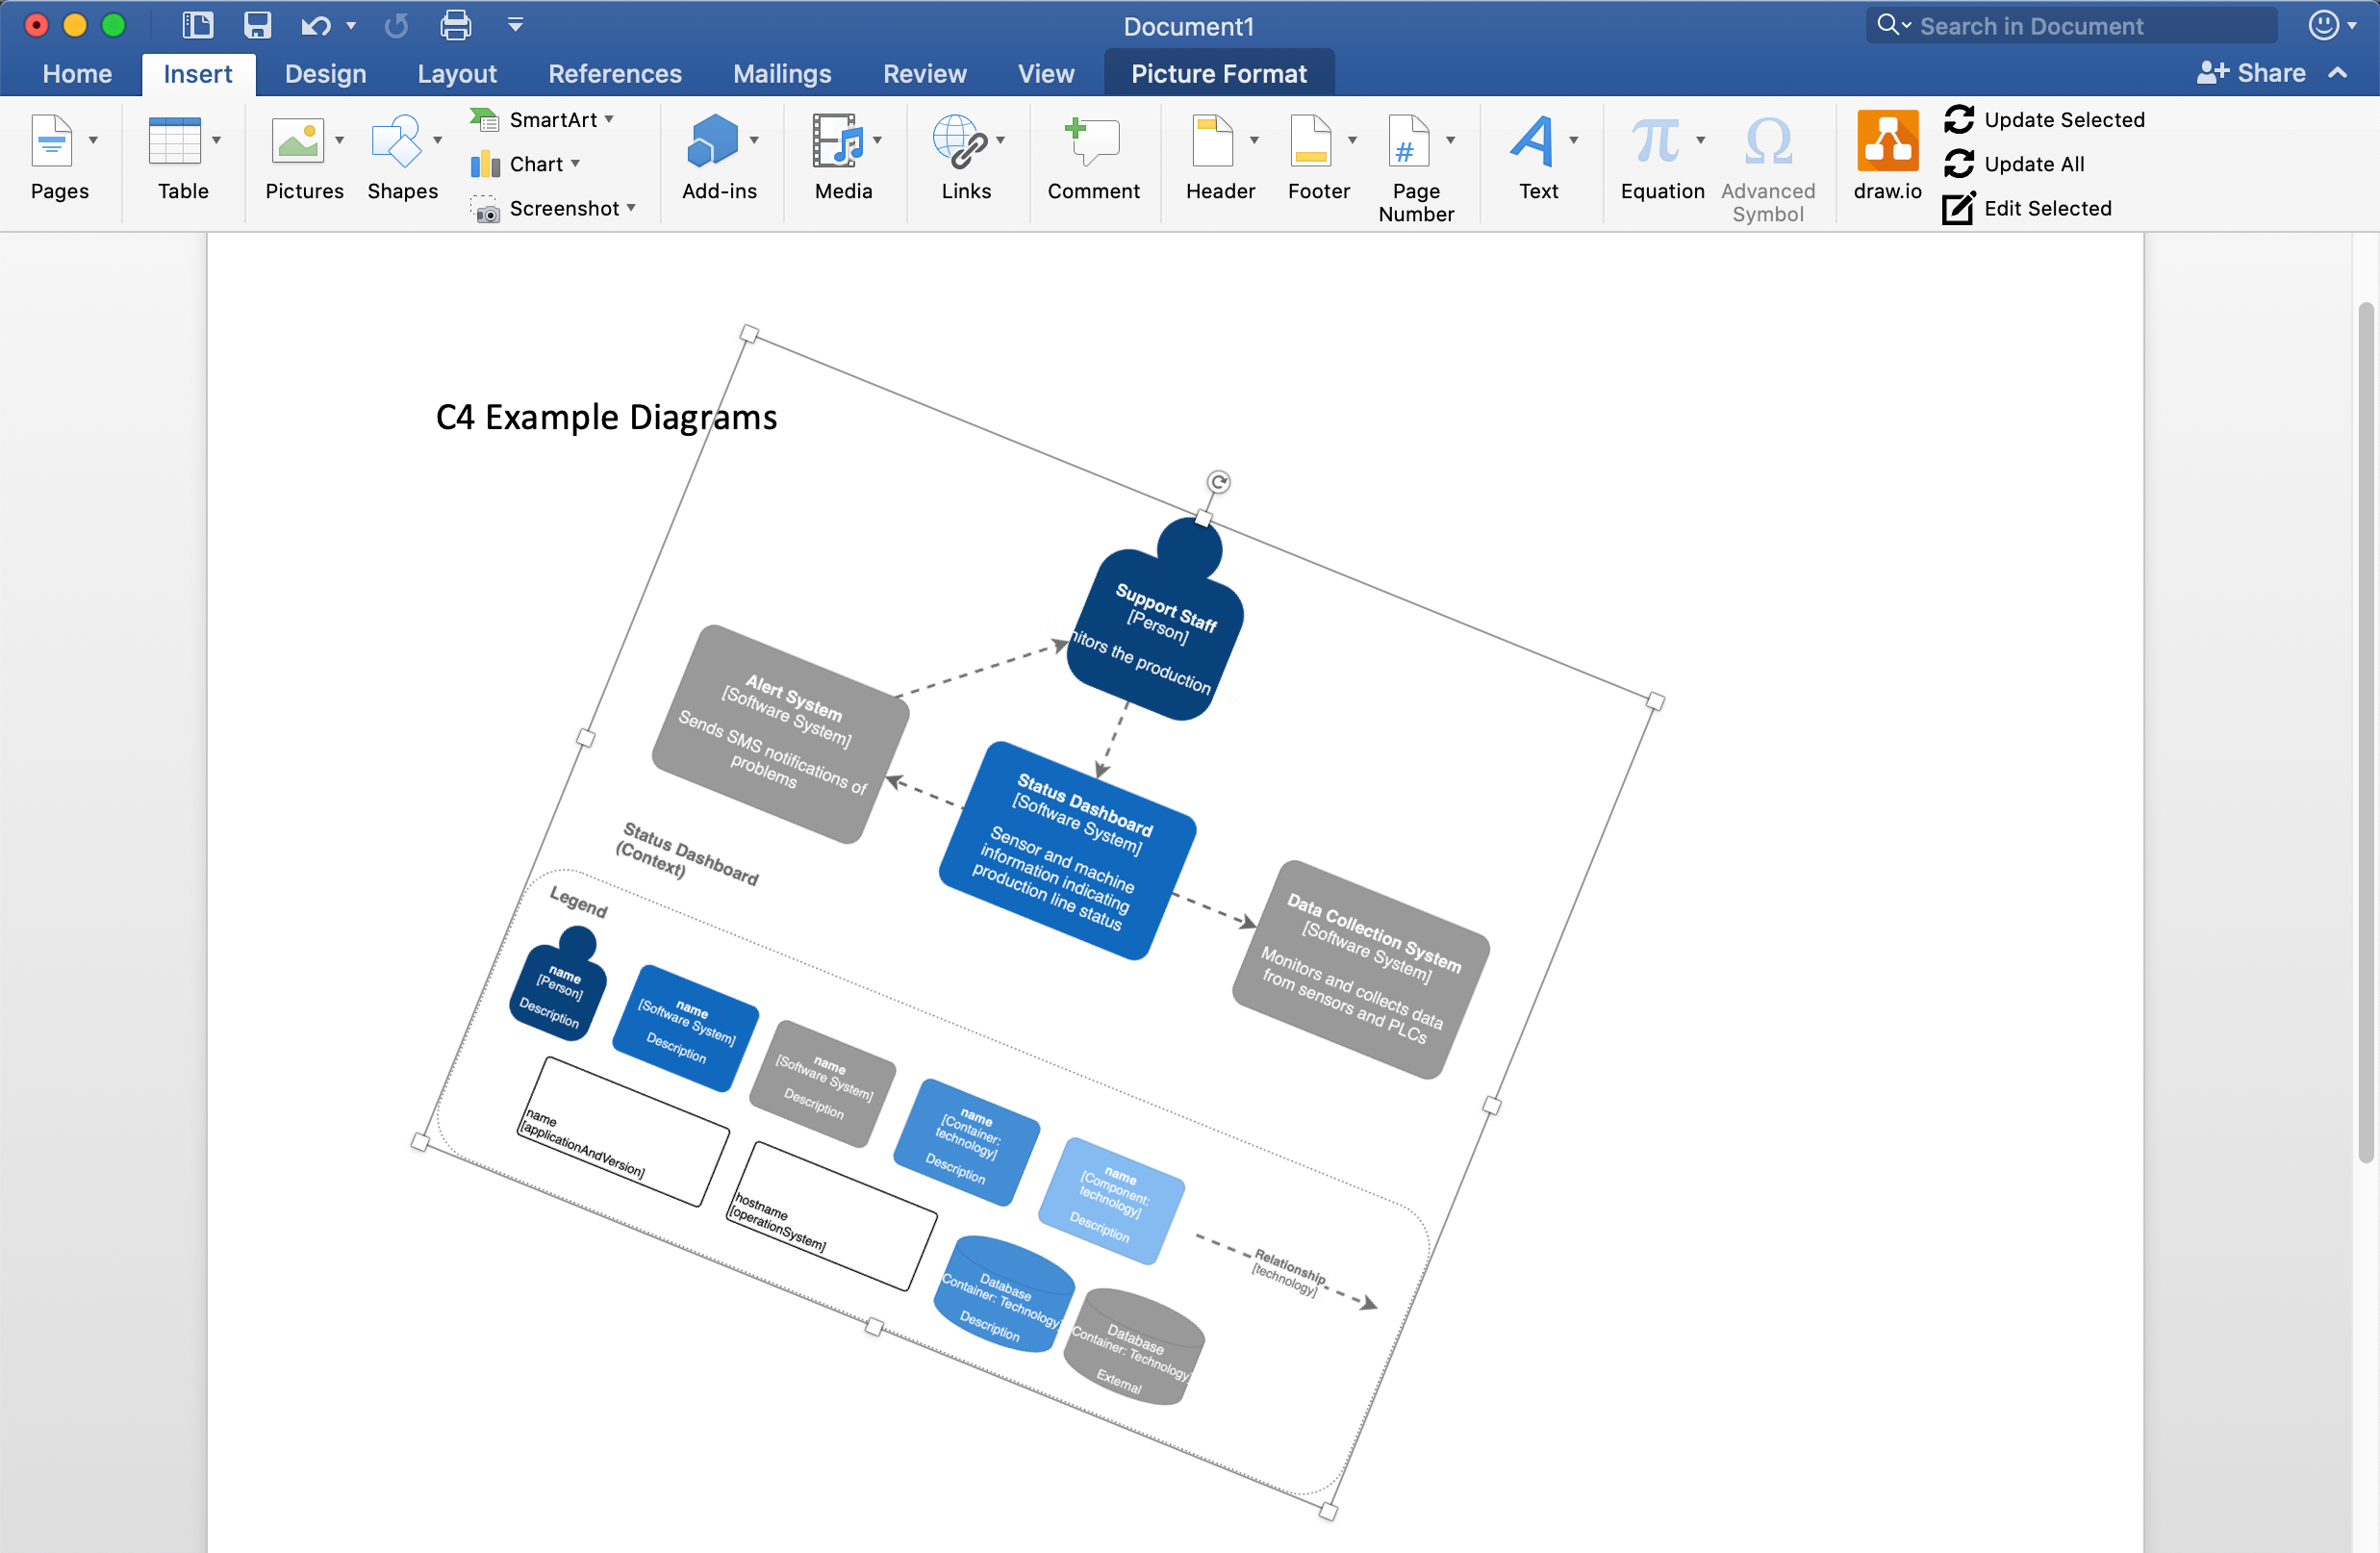 Document1
Search in Document
Home
Insert
Design
Layout
References
Mailings
Review
View
Picture Format
Share
Pages
Table
Pictures
Shapes
SmartArt
Chart
Screenshot
Add-ins
Media
Links
Comment
Header
Footer
Page
Number
Text
Equation
Advanced
Symbol
draw.io
Update Selected
Update All
Edit Selected
C4 Example Diagrams
Support Staff
[Person]
nitors the production
Alert System
[Software System]
Sends SMS notifications of
problems
Status Dashboard
[Software System]
Sensor and machine
information indicating
production line status
Data Collection System
[Software System]
Monitors and collects data
from sensors and PLCs
Status Dashboard
(Context)
Legend
name
[Person]
Description
name
[Software System]
Description
name
[Software System]
Description
name
[Container:
technology]
Description
name
[Component:
technology]
Description
Relationship
[technology]
name
[applicationAndVersion]
hostname
[operationSystem]
Database
Container: Technology
Description
Database
Container: Technology
External